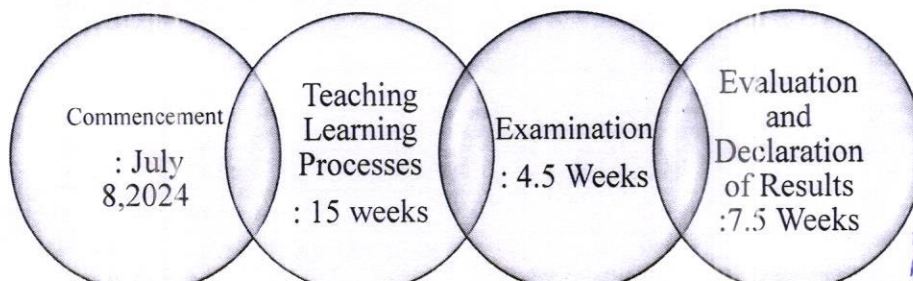 Commencement
: July
8,2024
Teaching
Learning
Processes
: 15 weeks
Examination
: 4.5 Weeks
Evaluation
and
Declaration
of Results
:7.5 Weeks